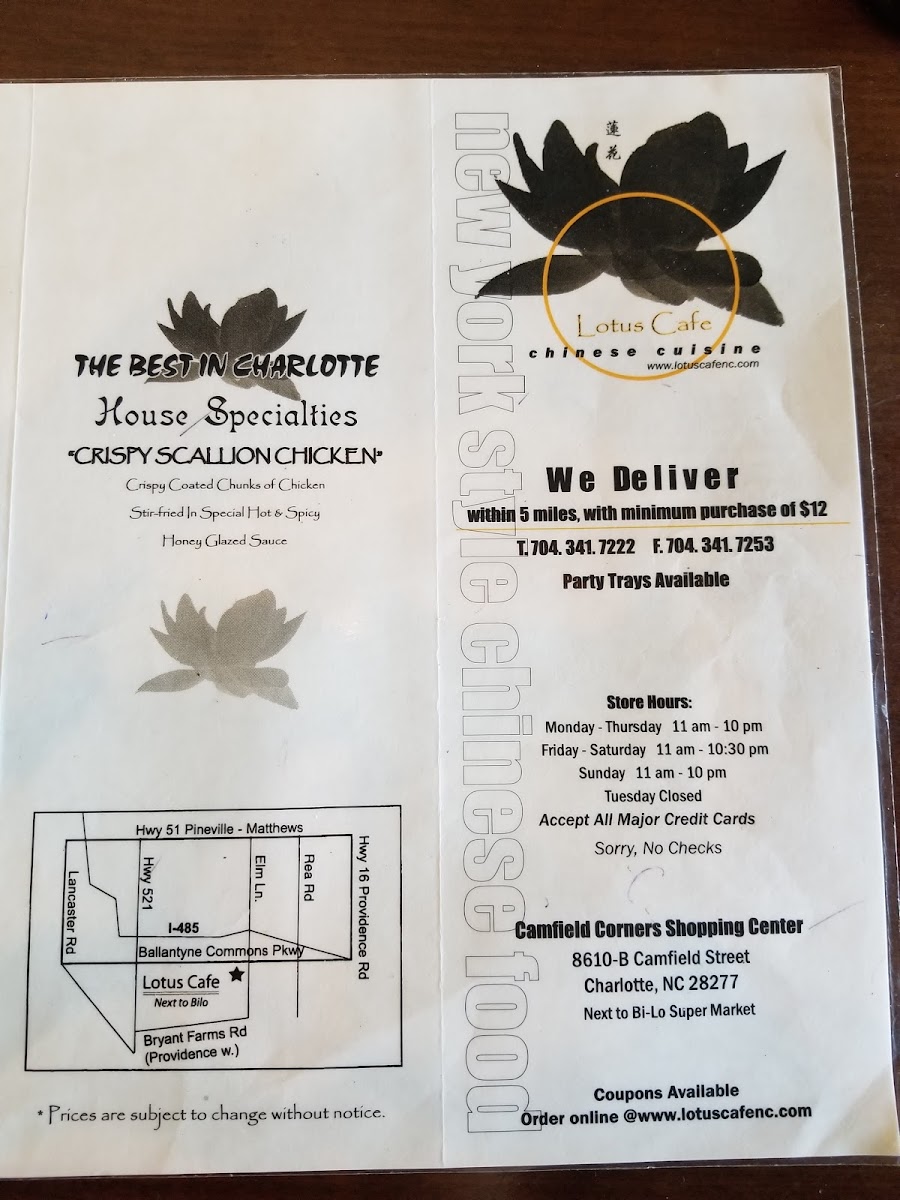 THE BEST IN CHARLOTTE
House Specialties
"CRISPY SCALLION CHICKEN"
Crispy Coated Chunks of Chicken
Stir-fried In Special Hot & Spicy
Honey Glazed Sauce
Hwy 51 Pineville - Matthews
Lancaster Rd
Hwy 521
Elm Ln.
Rea Rd
Hwy 16 Providence Rd
I-485
Ballantyne Commons Pkwy
Lotus Cafe
Next to Bilo
Bryant Farms Rd
(Providence w.)
* Prices are subject to change without notice.
new york style chinese food
蓮花
Lotus Cafe
chinese cuisine
www.lotuscafenc.com
We Deliver
within 5 miles, with minimum purchase of $12
T. 704. 341. 7222 F. 704. 341. 7253
Party Trays Available
Store Hours:
Monday - Thursday 11 am - 10 pm
Friday - Saturday 11 am - 10:30 pm
Sunday 11 am - 10 pm
Tuesday Closed
Accept All Major Credit Cards
Sorry, No Checks
Camfield Corners Shopping Center
8610-B Camfield Street
Charlotte, NC 28277
Next to Bi-Lo Super Market
Coupons Available
Order online @www.lotuscafenc.com